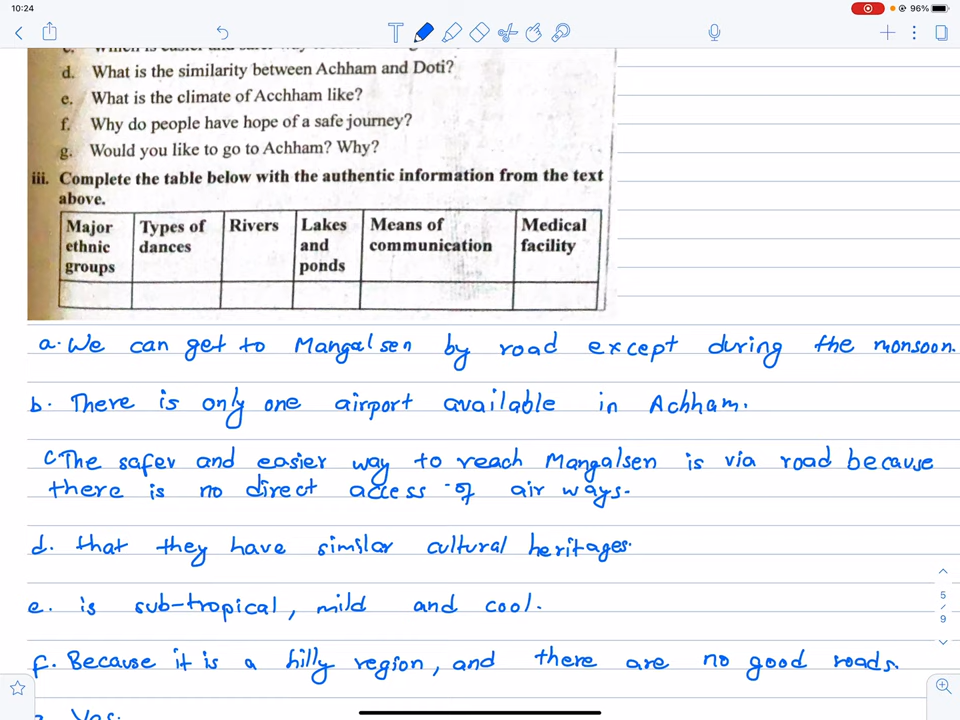 10:24
96%
T
d. What is the similarity between Achham and Doti?
e. What is the climate of Acchham like?
f. Why do people have hope of a safe journey?
g. Would you like to go to Achham? Why?
iii. Complete the table below with the authentic information from the text
above.
Major ethnic groups
Types of dances
Rivers
Lakes and ponds
Means of communication
Medical facility
a. We can get to Mangalsen by road except during the monsoon.
b. There is only one airport available in Achham.
c The safer and easier way to reach Mangalsen is via road because
there is no direct access of air ways.
d. that they have similar cultural heritages.
e. is sub-tropical, mild and cool.
f. Because it is a hilly region, and there are no good roads.
Yes.
5
/
9